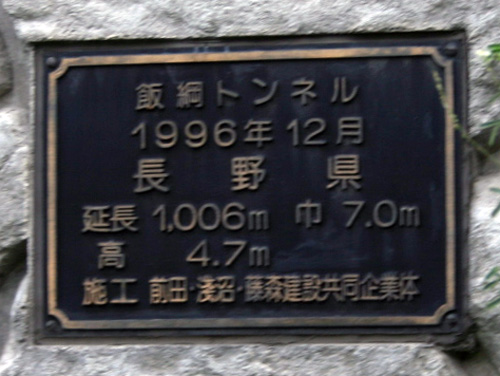 飯綱トンネル
1996年12月
長野県
延長 1,006m 巾 7.0m
高 4.7m
施工 前田・浅沼・藤森建設共同企業体